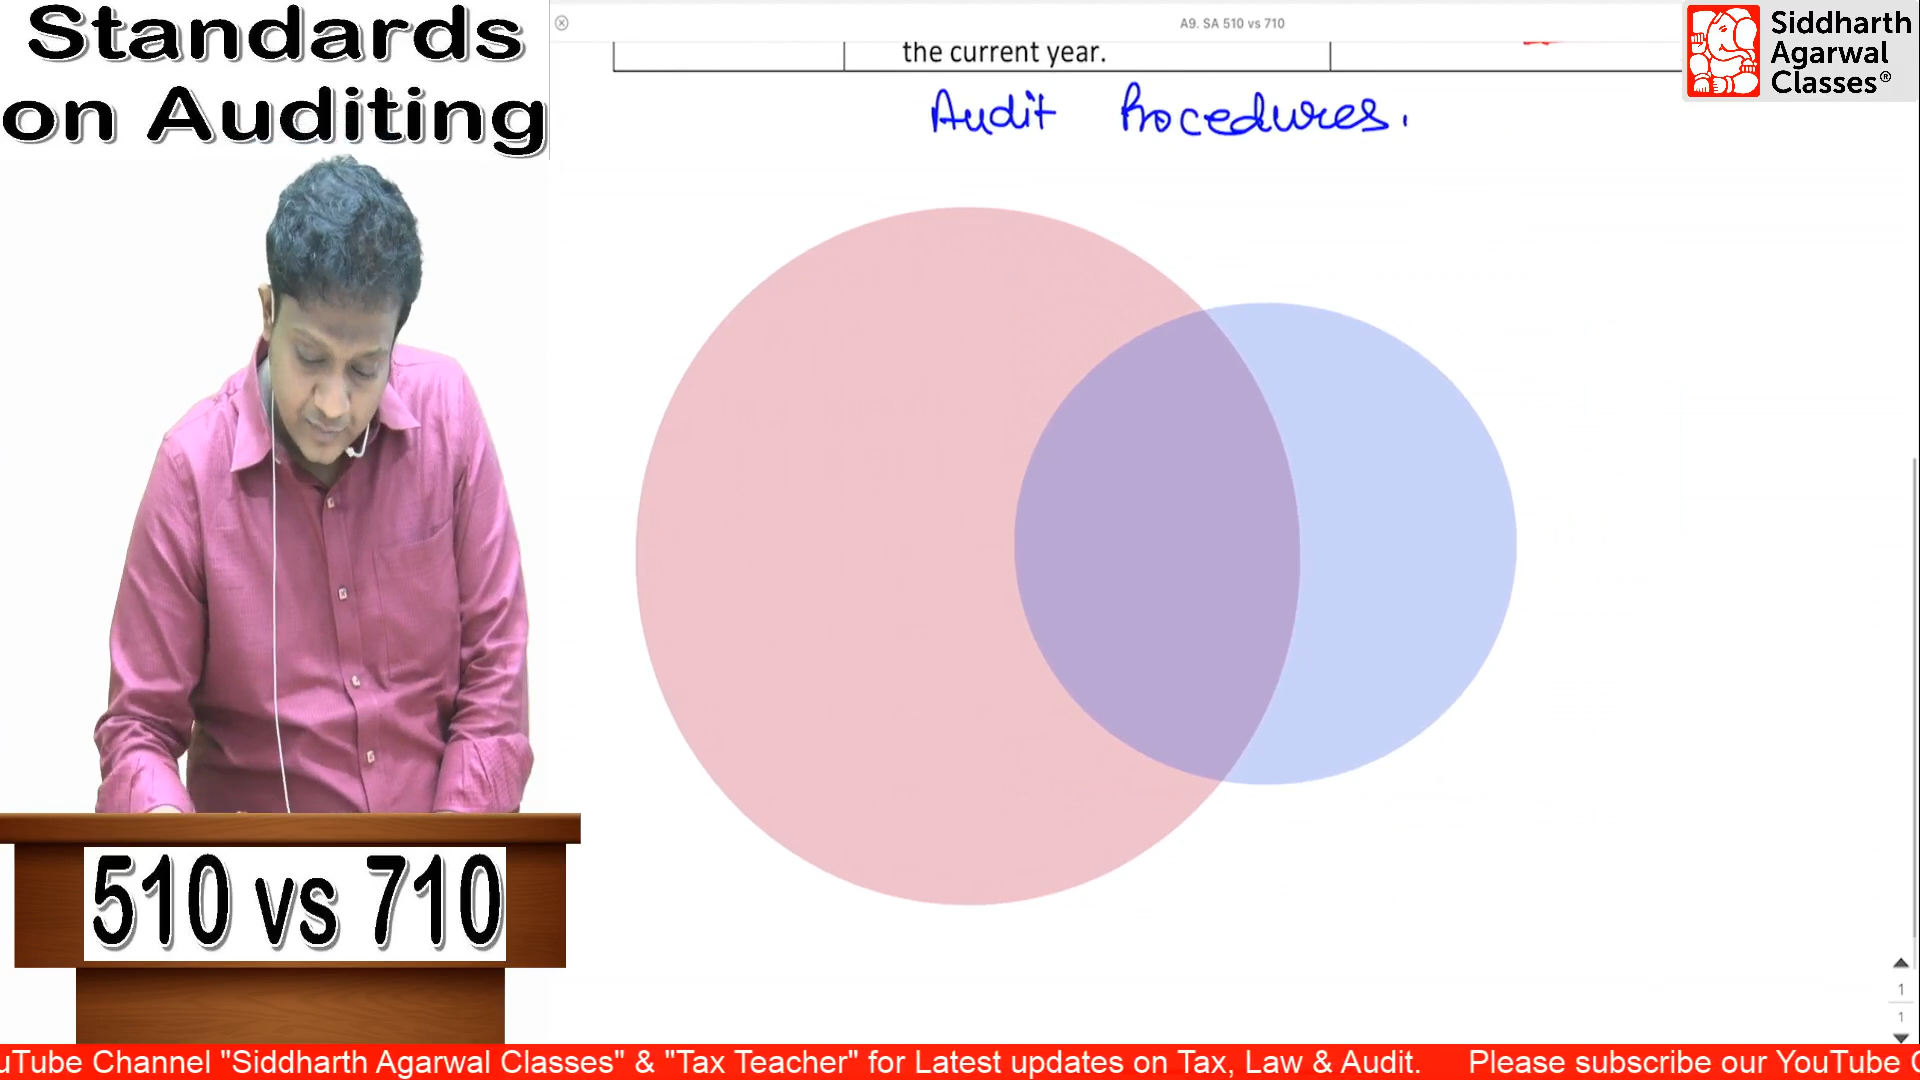 Standards
on Auditing
A9. SA 510 vs 710
the current year.
Siddharth
Agarwal
Classes®
Audit Procedures.
510 vs 710
1
1
uTube Channel "Siddharth Agarwal Classes" & "Tax Teacher" for Latest updates on Tax, Law & Audit. Please subscribe our YouTube C